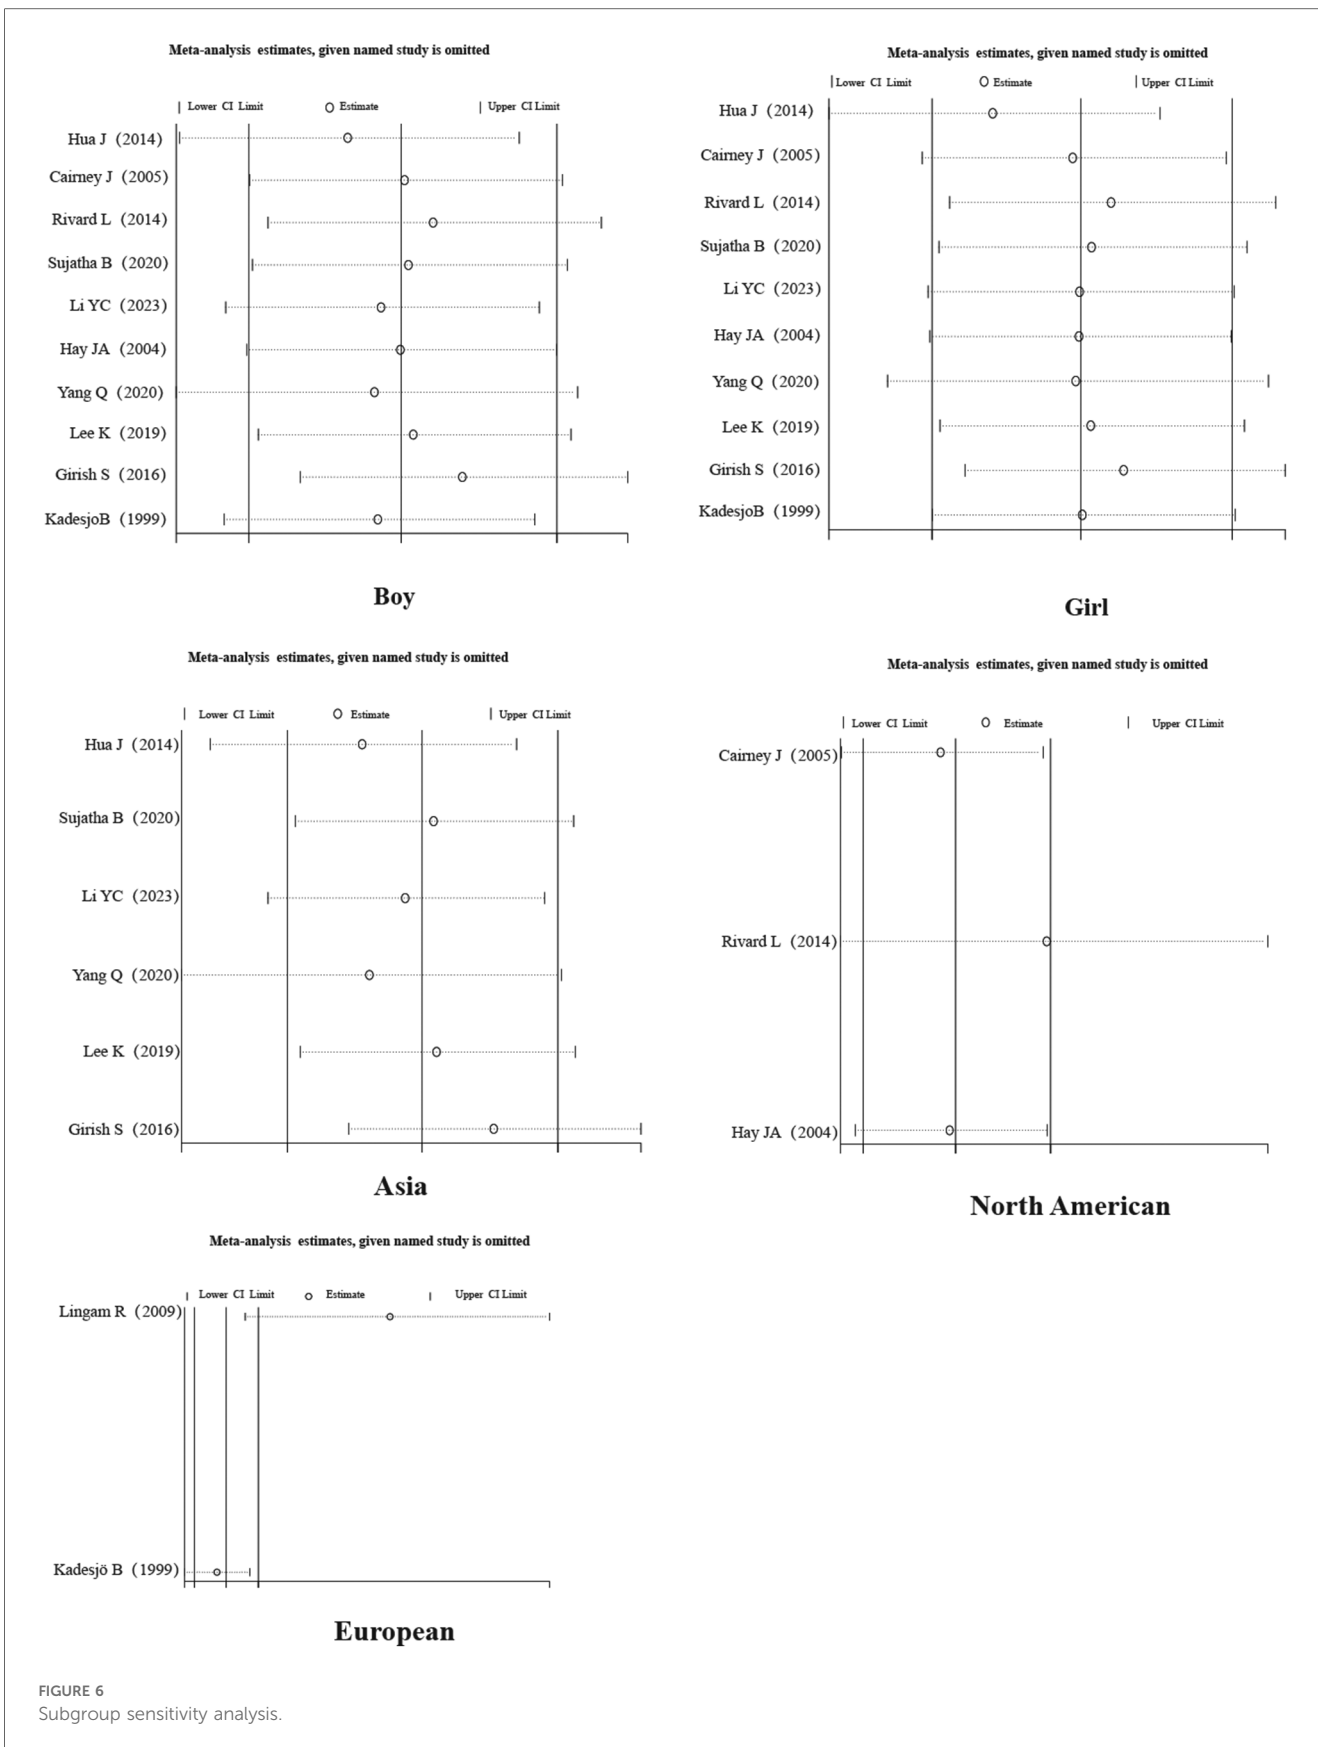 Meta-analysis estimates, given named study is omitted
| Lower CI Limit O Estimate | Upper CI Limit
Hua J (2014)
Cairney J (2005)
Rivard L (2014)
Sujatha B (2020)
Li YC (2023)
Hay JA (2004)
Yang Q (2020)
Lee K (2019)
Girish S (2016)
KadesjoB (1999)
Boy
Meta-analysis estimates, given named study is omitted
| Lower CI Limit O Estimate | Upper CI Limit
Hua J (2014)
Cairney J (2005)
Rivard L (2014)
Sujatha B (2020)
Li YC (2023)
Hay JA (2004)
Yang Q (2020)
Lee K (2019)
Girish S (2016)
KadesjoB (1999)
Girl
Meta-analysis estimates, given named study is omitted
| Lower CI Limit O Estimate | Upper CI Limit
Hua J (2014)
Sujatha B (2020)
Li YC (2023)
Yang Q (2020)
Lee K (2019)
Girish S (2016)
Asia
Meta-analysis estimates, given named study is omitted
| Lower CI Limit O Estimate | Upper CI Limit
Cairney J (2005)
Rivard L (2014)
Hay JA (2004)
North American
Meta-analysis estimates, given named study is omitted
| Lower CI Limit o Estimate | Upper CI Limit
Lingam R (2009)
Kadesjö B (1999)
European
FIGURE 6
Subgroup sensitivity analysis.